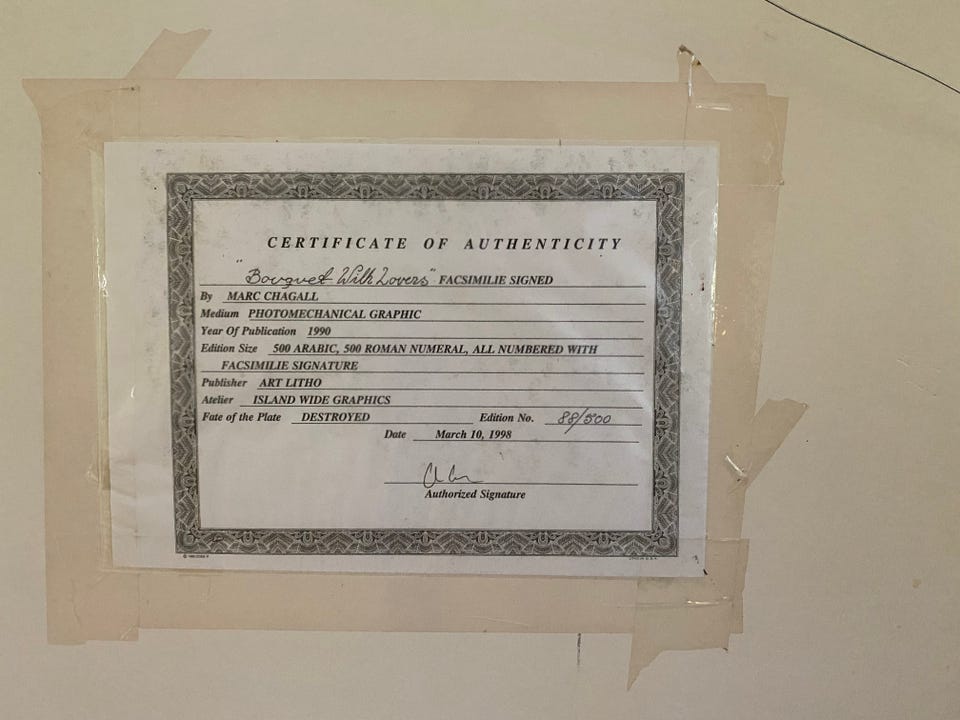 CERTIFICATE OF AUTHENTICITY
"Bouquet With Lovers" FACSIMILIE SIGNED
By MARC CHAGALL
Medium PHOTOMECHANICAL GRAPHIC
Year Of Publication 1990
Edition Size 500 ARABIC, 500 ROMAN NUMERAL, ALL NUMBERED WITH
FACSIMILIE SIGNATURE
Publisher ART LITHO
Atelier ISLAND WIDE GRAPHICS
Fate of the Plate DESTROYED Edition No. 88/500
Date March 10, 1998
Authorized Signature